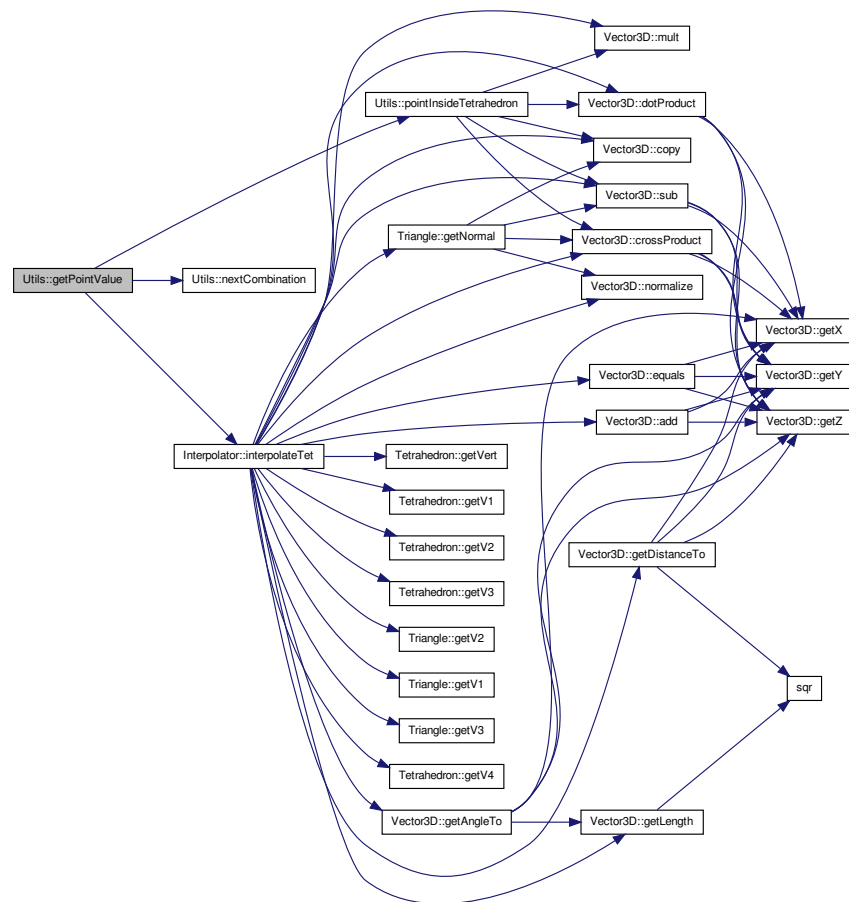 Vector3D::mult
Utils::pointInsideTetrahedron
Vector3D::dotProduct
Vector3D::copy
Vector3D::sub
Triangle::getNormal
Vector3D::crossProduct
Utils::getPointValue
Utils::nextCombination
Vector3D::normalize
Vector3D::getX
Vector3D::equals
Vector3D::getY
Vector3D::add
Vector3D::getZ
Interpolator::interpolateTet
Tetrahedron::getVert
Tetrahedron::getV1
Tetrahedron::getV2
Vector3D::getDistanceTo
Tetrahedron::getV3
Triangle::getV2
Triangle::getV1
sqr
Triangle::getV3
Tetrahedron::getV4
Vector3D::getAngleTo
Vector3D::getLength